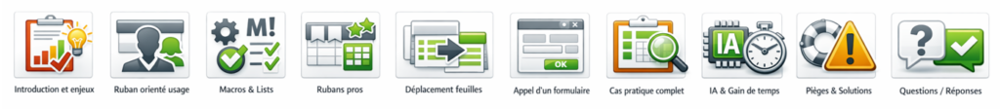 M!
OK
IA
?
!
Introduction et enjeux
Ruban orienté usage
Macros & Lists
Rubans pros
Déplacement feuilles
Appel d'un formulaire
Cas pratique complet
IA & Gain de temps
Pièges & Solutions
Questions / Réponses